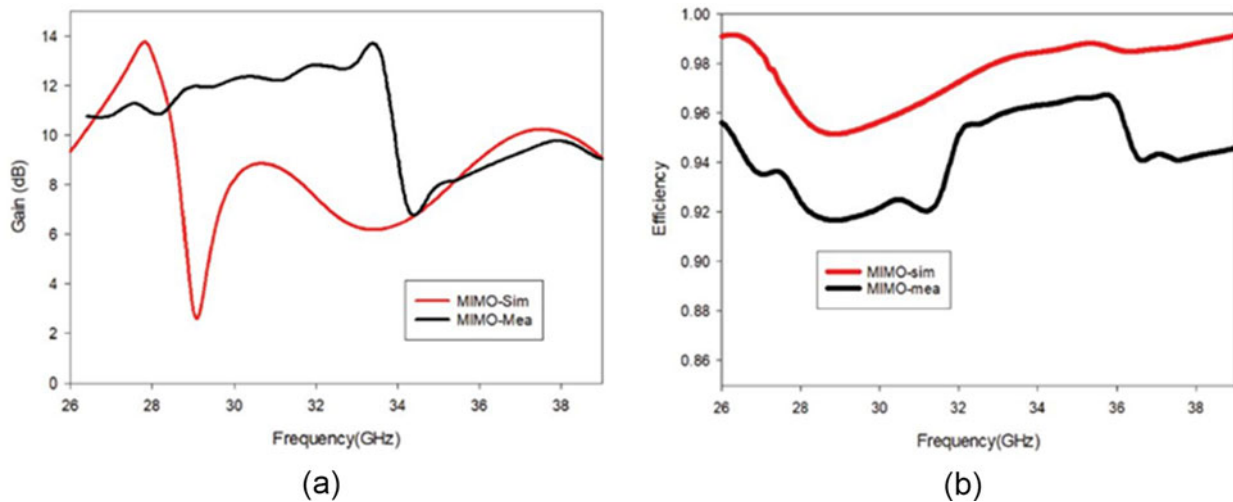 14
12
10
8
6
4
2
0
Gain (dB)
MIMO-Sim
MIMO-Mea
26 28 30 32 34 36 38
Frequency(GHz)
(a)
1.00
0.98
0.96
0.94
0.92
0.90
0.88
0.86
Efficiency
MIMO-sim
MIMO-mea
26 28 30 32 34 36 38
Frequency(GHz)
(b)